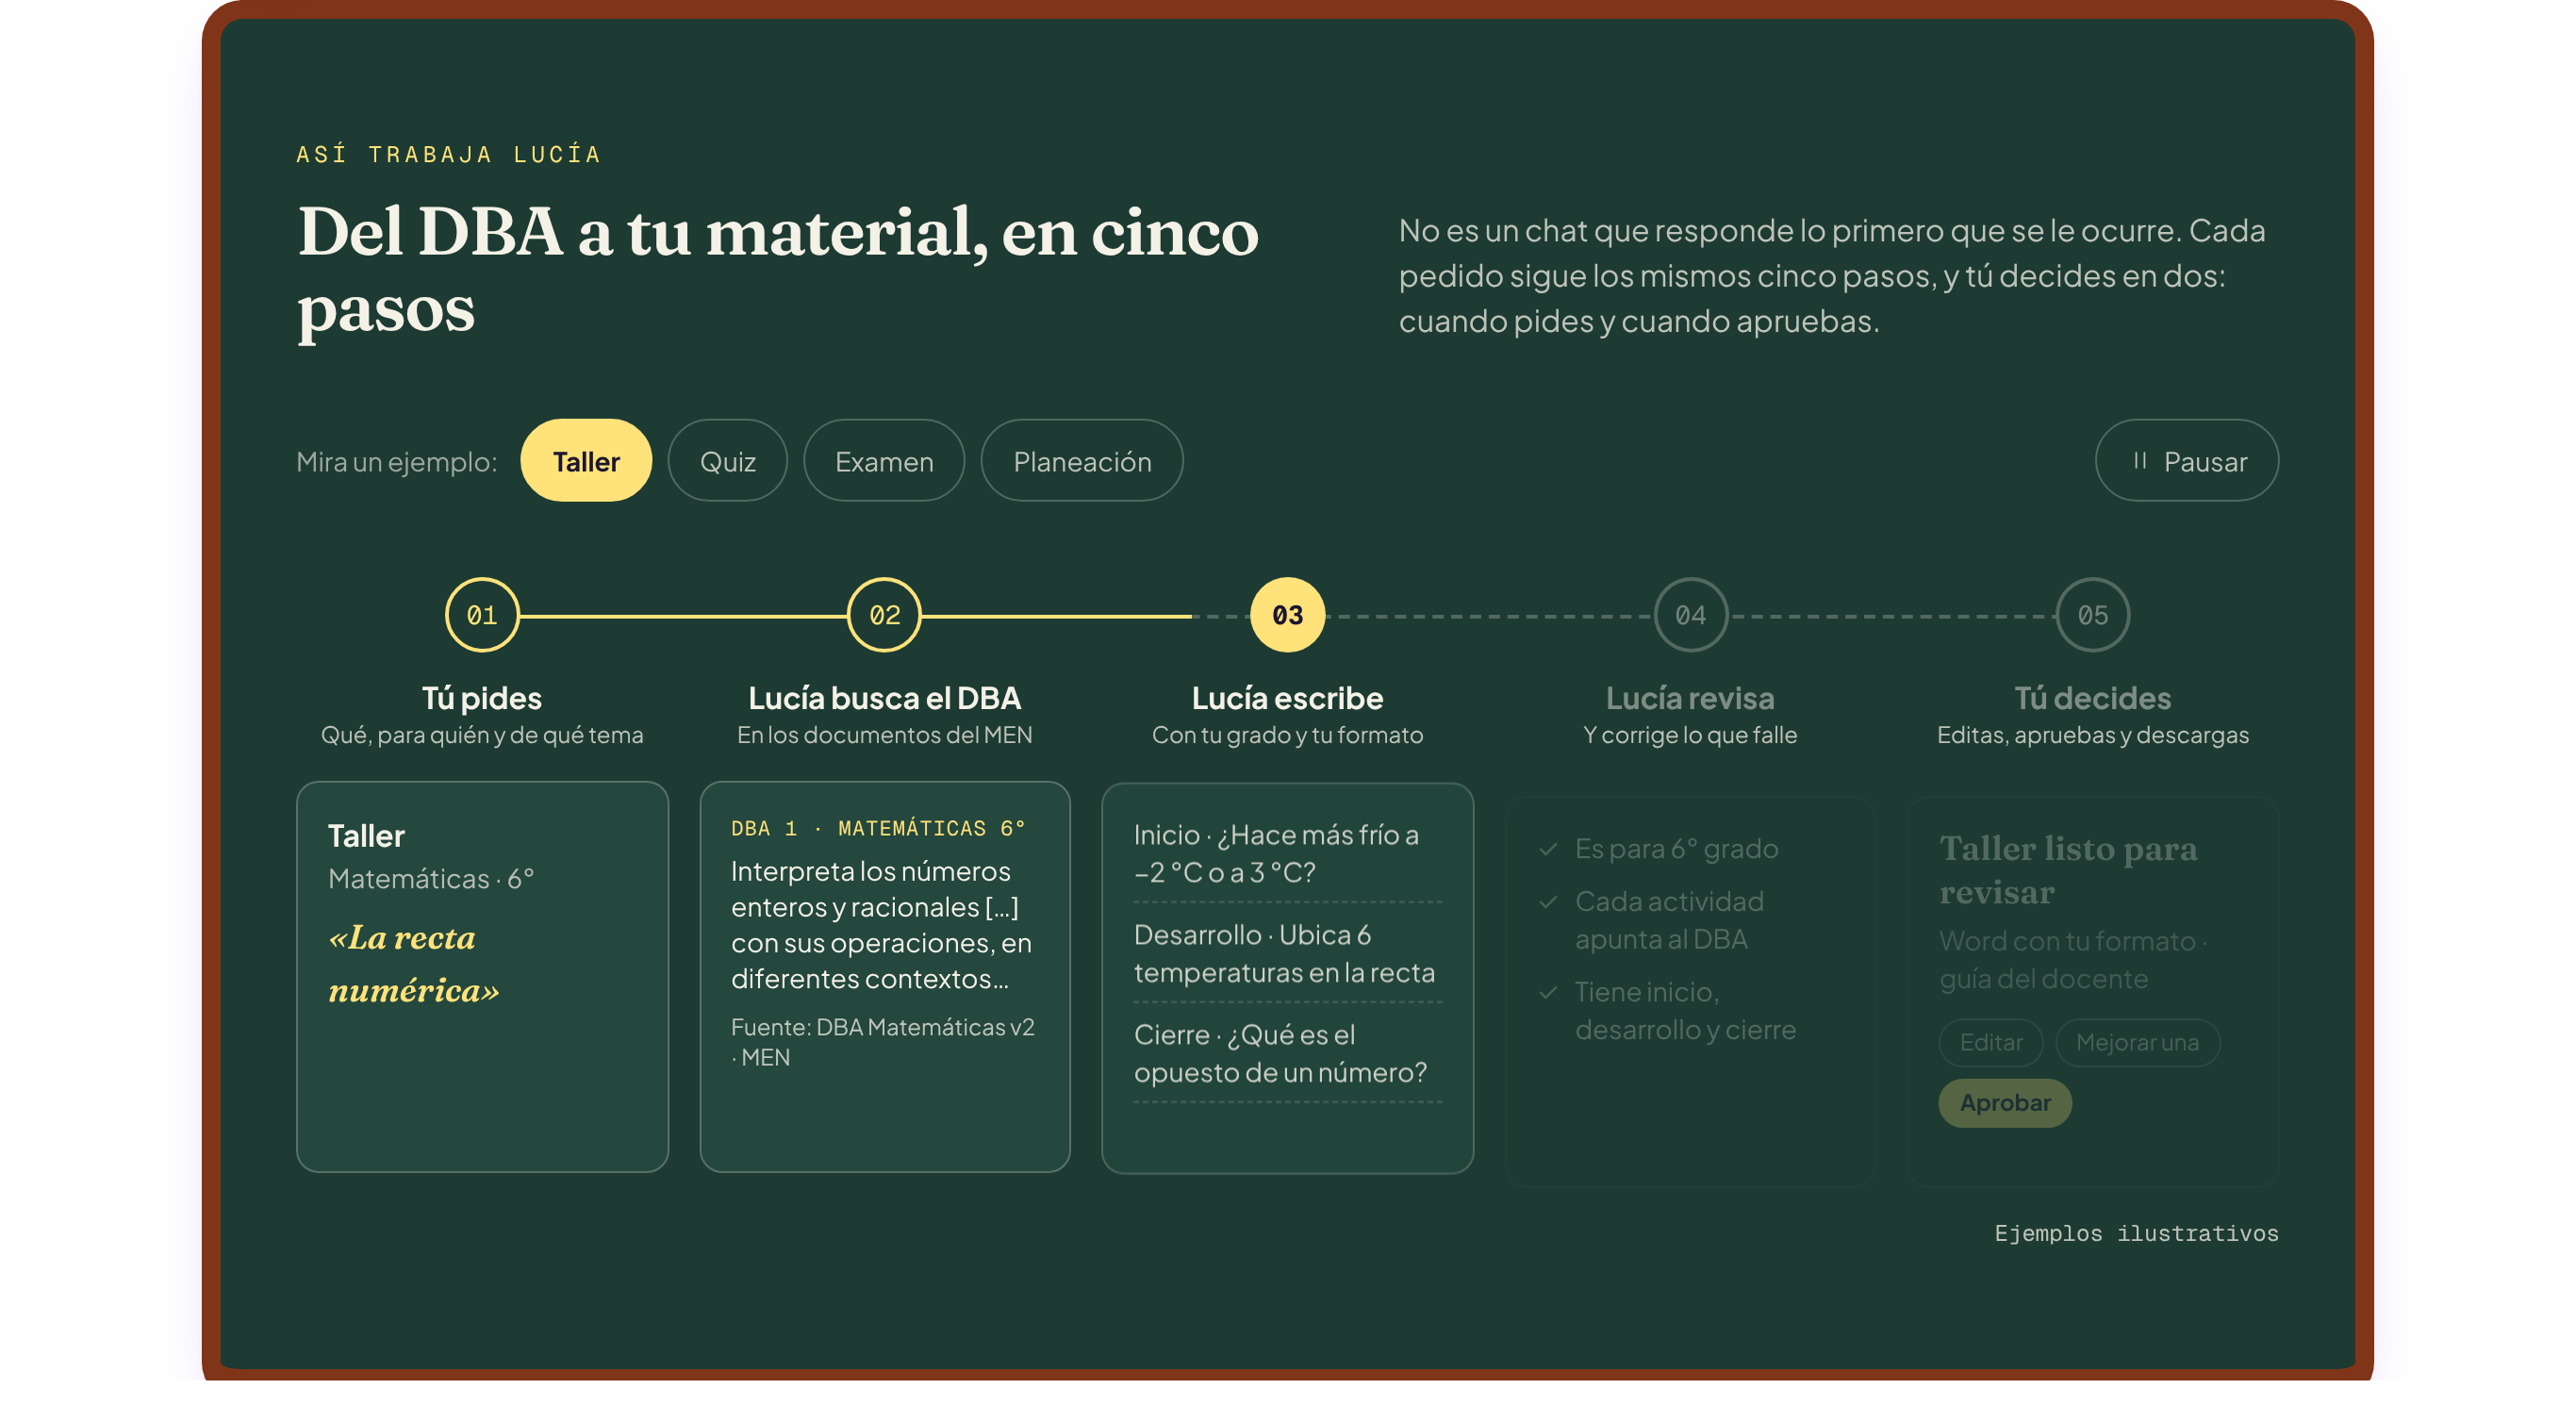 ASÍ TRABAJA LUCÍA
Del DBA a tu material, en cinco
pasos
No es un chat que responde lo primero que se le ocurre. Cada
pedido sigue los mismos cinco pasos, y tú decides en dos:
cuando pides y cuando apruebas.
Mira un ejemplo:
Taller
Quiz
Examen
Planeación
Pausar
01
02
03
04
05
Tú pides
Qué, para quién y de qué tema
Lucía busca el DBA
En los documentos del MEN
Lucía escribe
Con tu grado y tu formato
Lucía revisa
Y corrige lo que falle
Tú decides
Editas, apruebas y descargas
Taller
Matemáticas · 6°
«La recta
numérica»
DBA 1 · MATEMÁTICAS 6°
Interpreta los números
enteros y racionales [...]
con sus operaciones, en
diferentes contextos...
Fuente: DBA Matemáticas v2
· MEN
Inicio · ¿Hace más frío a
−2 °C o a 3 °C?
Desarrollo · Ubica 6
temperaturas en la recta
Cierre · ¿Qué es el
opuesto de un número?
Es para 6° grado
Cada actividad
apunta al DBA
Tiene inicio,
desarrollo y cierre
Taller listo para
revisar
Word con tu formato ·
guía del docente
Editar
Mejorar una
Aprobar
Ejemplos ilustrativos